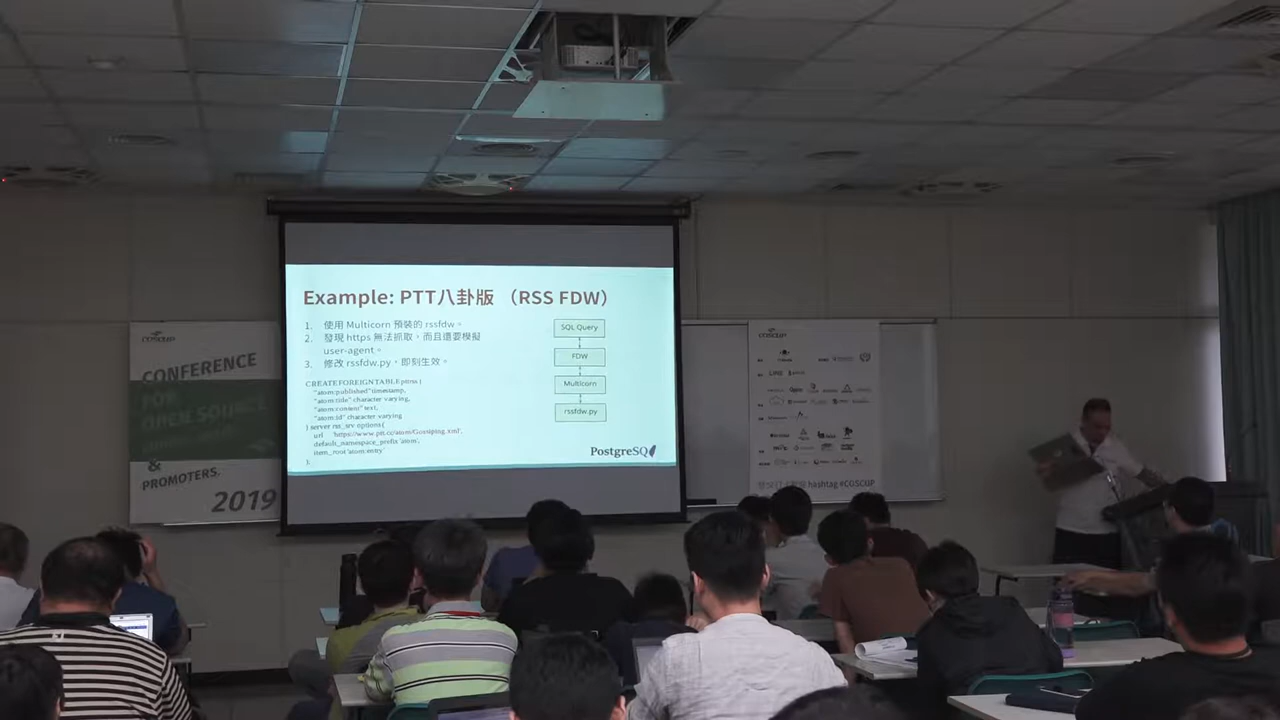 Example: PTT八卦版 （RSS FDW）
1. 使用 Multicorn 預裝的 rssfdw。
2. 發現 https 無法抓取，而且還要模擬
user-agent。
3. 修改 rssfdw.py，即刻生效。
CREATE FOREIGN TABLE pttrss (
"atom:published" timestamp,
"atom:title" character varying,
"atom:content" text,
"atom:id" character varying
) server rss_srv options(
url 'https://www.ptt.cc/atom/Gossiping.xml',
default_namespace_prefix 'atom',
item_root 'atom:entry'
);
SQL Query
FDW
Multicorn
rssfdw.py
PostgreSQL
COSCUP
CONFERENCE
FOR
OPEN SOURCE
&
PROMOTERS.
2019
COSCUP
hashtag #COSCUP